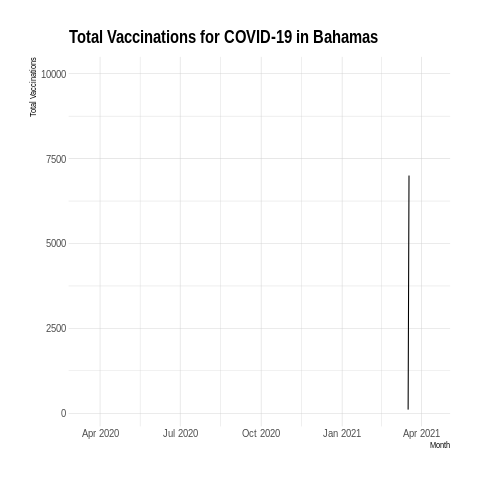 Total Vaccinations for COVID-19 in Bahamas
Total Vaccinations
10000
7500
5000
2500
0
Apr 2020 Jul 2020 Oct 2020 Jan 2021 Apr 2021
Month